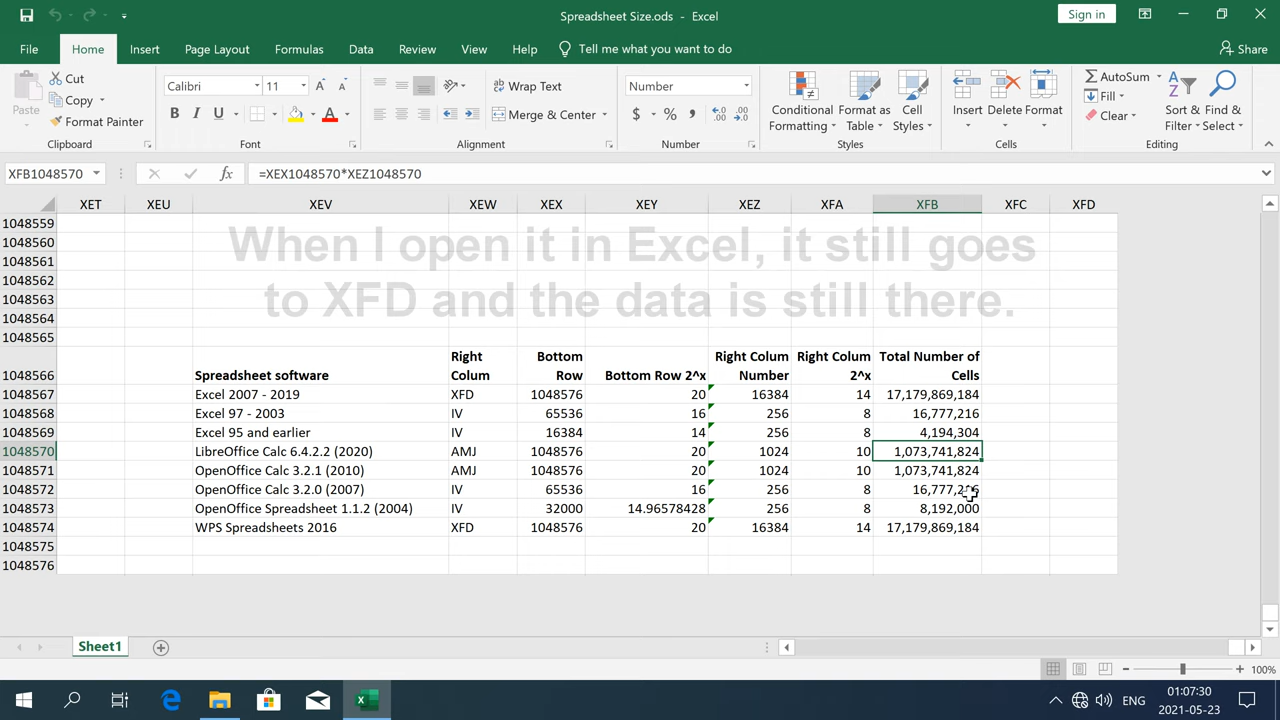 Spreadsheet Size.ods - Excel
Sign in
File Home Insert Page Layout Formulas Data Review View Help Tell me what you want to do Share
Paste
Cut
Copy
Format Painter
Clipboard
Calibri 11
B I U A
Font
Wrap Text
Merge & Center
Alignment
Number
$ % ,
Number
Conditional Formatting
Format as Table
Cell Styles
Styles
Insert Delete Format
Cells
AutoSum
Fill
Clear
Sort & Filter
Find & Select
Editing
XFB1048570 fx =XEX1048570*XEZ1048570
XET XEU XEV XEW XEX XEY XEZ XFA XFB XFC XFD
1048559
1048560
1048561
1048562
1048563
1048564
1048565
When I open it in Excel, it still goes
to XFD and the data is still there.
1048566 Spreadsheet software Right Colum Bottom Row Bottom Row 2^x Right Colum Number Right Colum 2^x Total Number of Cells
1048567 Excel 2007 - 2019 XFD 1048576 20 16384 14 17,179,869,184
1048568 Excel 97 - 2003 IV 65536 16 256 8 16,777,216
1048569 Excel 95 and earlier IV 16384 14 256 8 4,194,304
1048570 LibreOffice Calc 6.4.2.2 (2020) AMJ 1048576 20 1024 10 1,073,741,824
1048571 OpenOffice Calc 3.2.1 (2010) AMJ 1048576 20 1024 10 1,073,741,824
1048572 OpenOffice Calc 3.2.0 (2007) IV 65536 16 256 8 16,777,216
1048573 OpenOffice Spreadsheet 1.1.2 (2004) IV 32000 14.96578428 256 8 8,192,000
1048574 WPS Spreadsheets 2016 XFD 1048576 20 16384 14 17,179,869,184
1048575
1048576
Sheet1
100%
ENG
01:07:30
2021-05-23